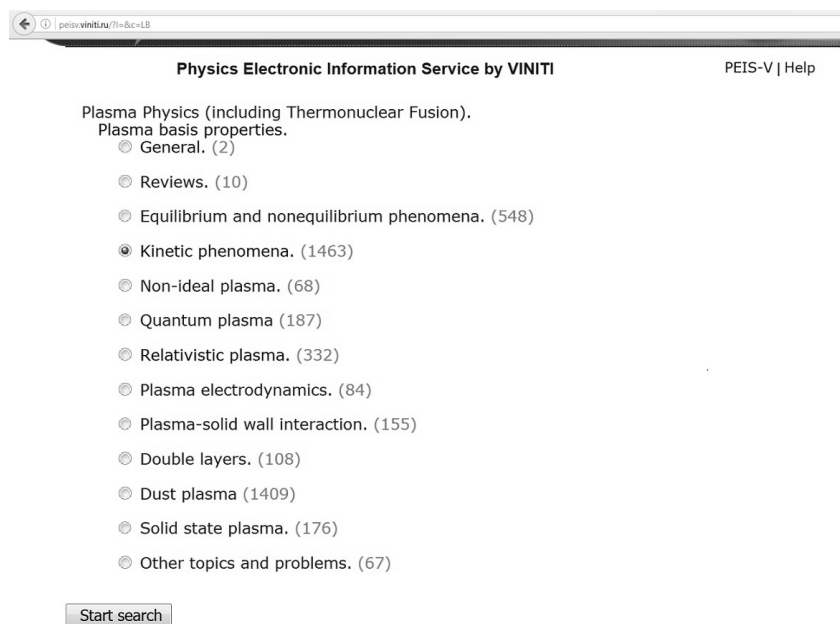 peisv.viniti.ru/?l=&c=LB
Physics Electronic Information Service by VINITI
PEIS-V | Help
Plasma Physics (including Thermonuclear Fusion).
Plasma basis properties.
General. (2)
Reviews. (10)
Equilibrium and nonequilibrium phenomena. (548)
Kinetic phenomena. (1463)
Non-ideal plasma. (68)
Quantum plasma (187)
Relativistic plasma. (332)
Plasma electrodynamics. (84)
Plasma-solid wall interaction. (155)
Double layers. (108)
Dust plasma (1409)
Solid state plasma. (176)
Other topics and problems. (67)
Start search